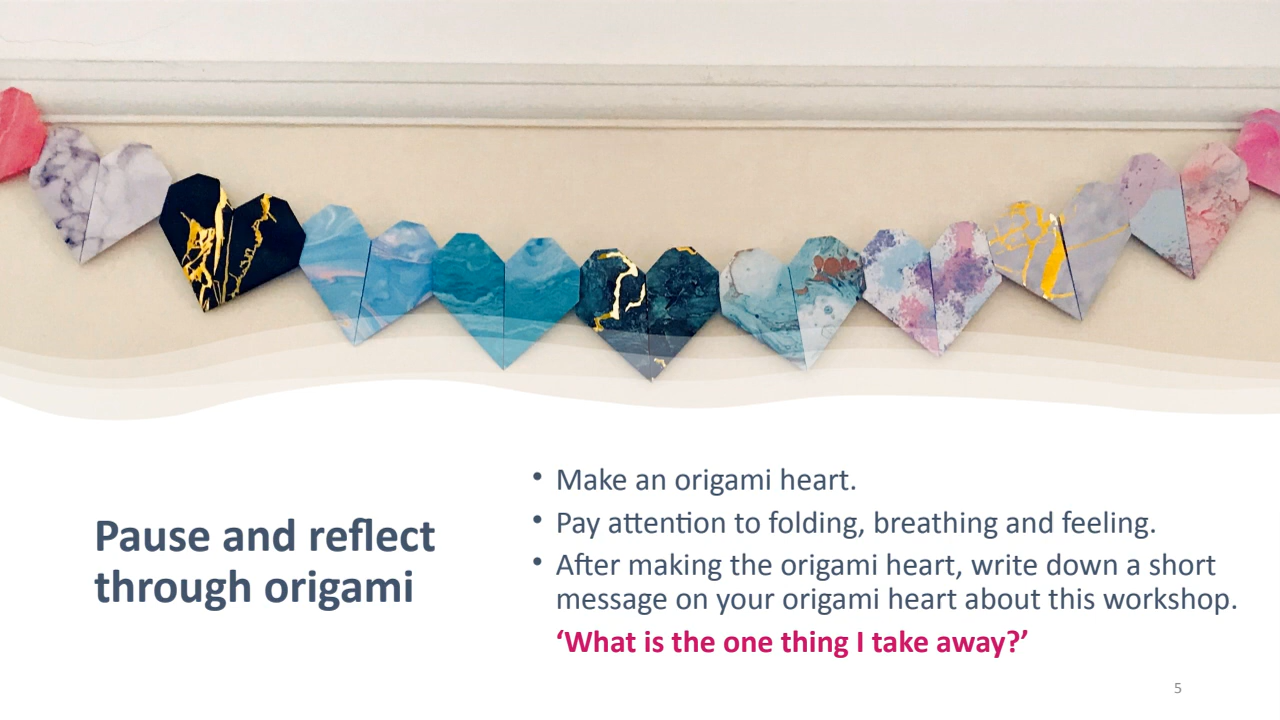 Pause and reflect
through origami
• Make an origami heart.
• Pay attention to folding, breathing and feeling.
• After making the origami heart, write down a short
message on your origami heart about this workshop.
‘What is the one thing I take away?’
5